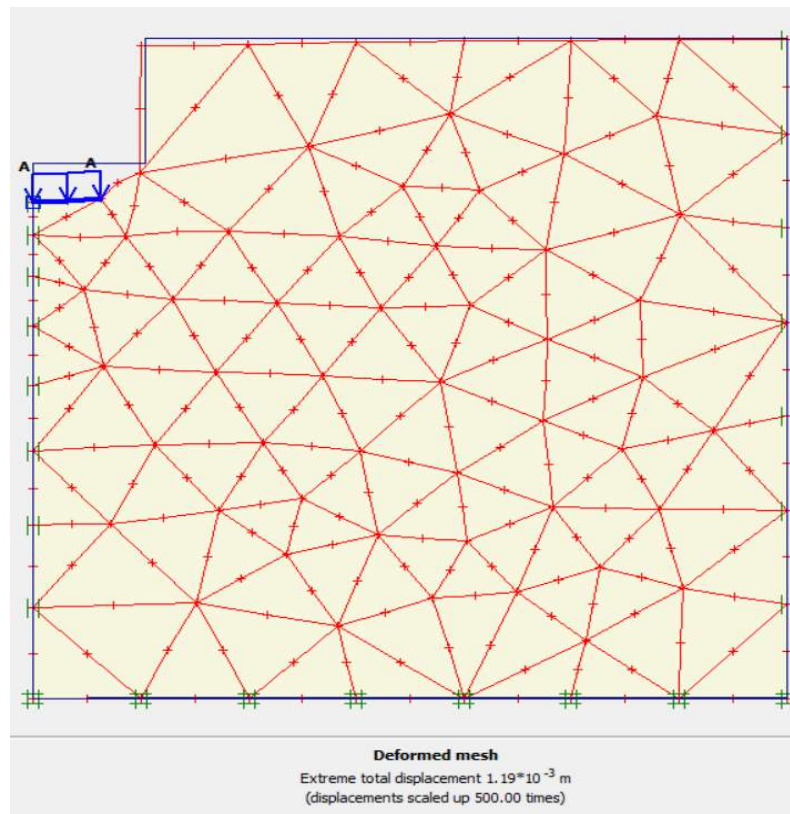 A A
Deformed mesh
Extreme total displacement 1.19*10 -3 m
(displacements scaled up 500.00 times)